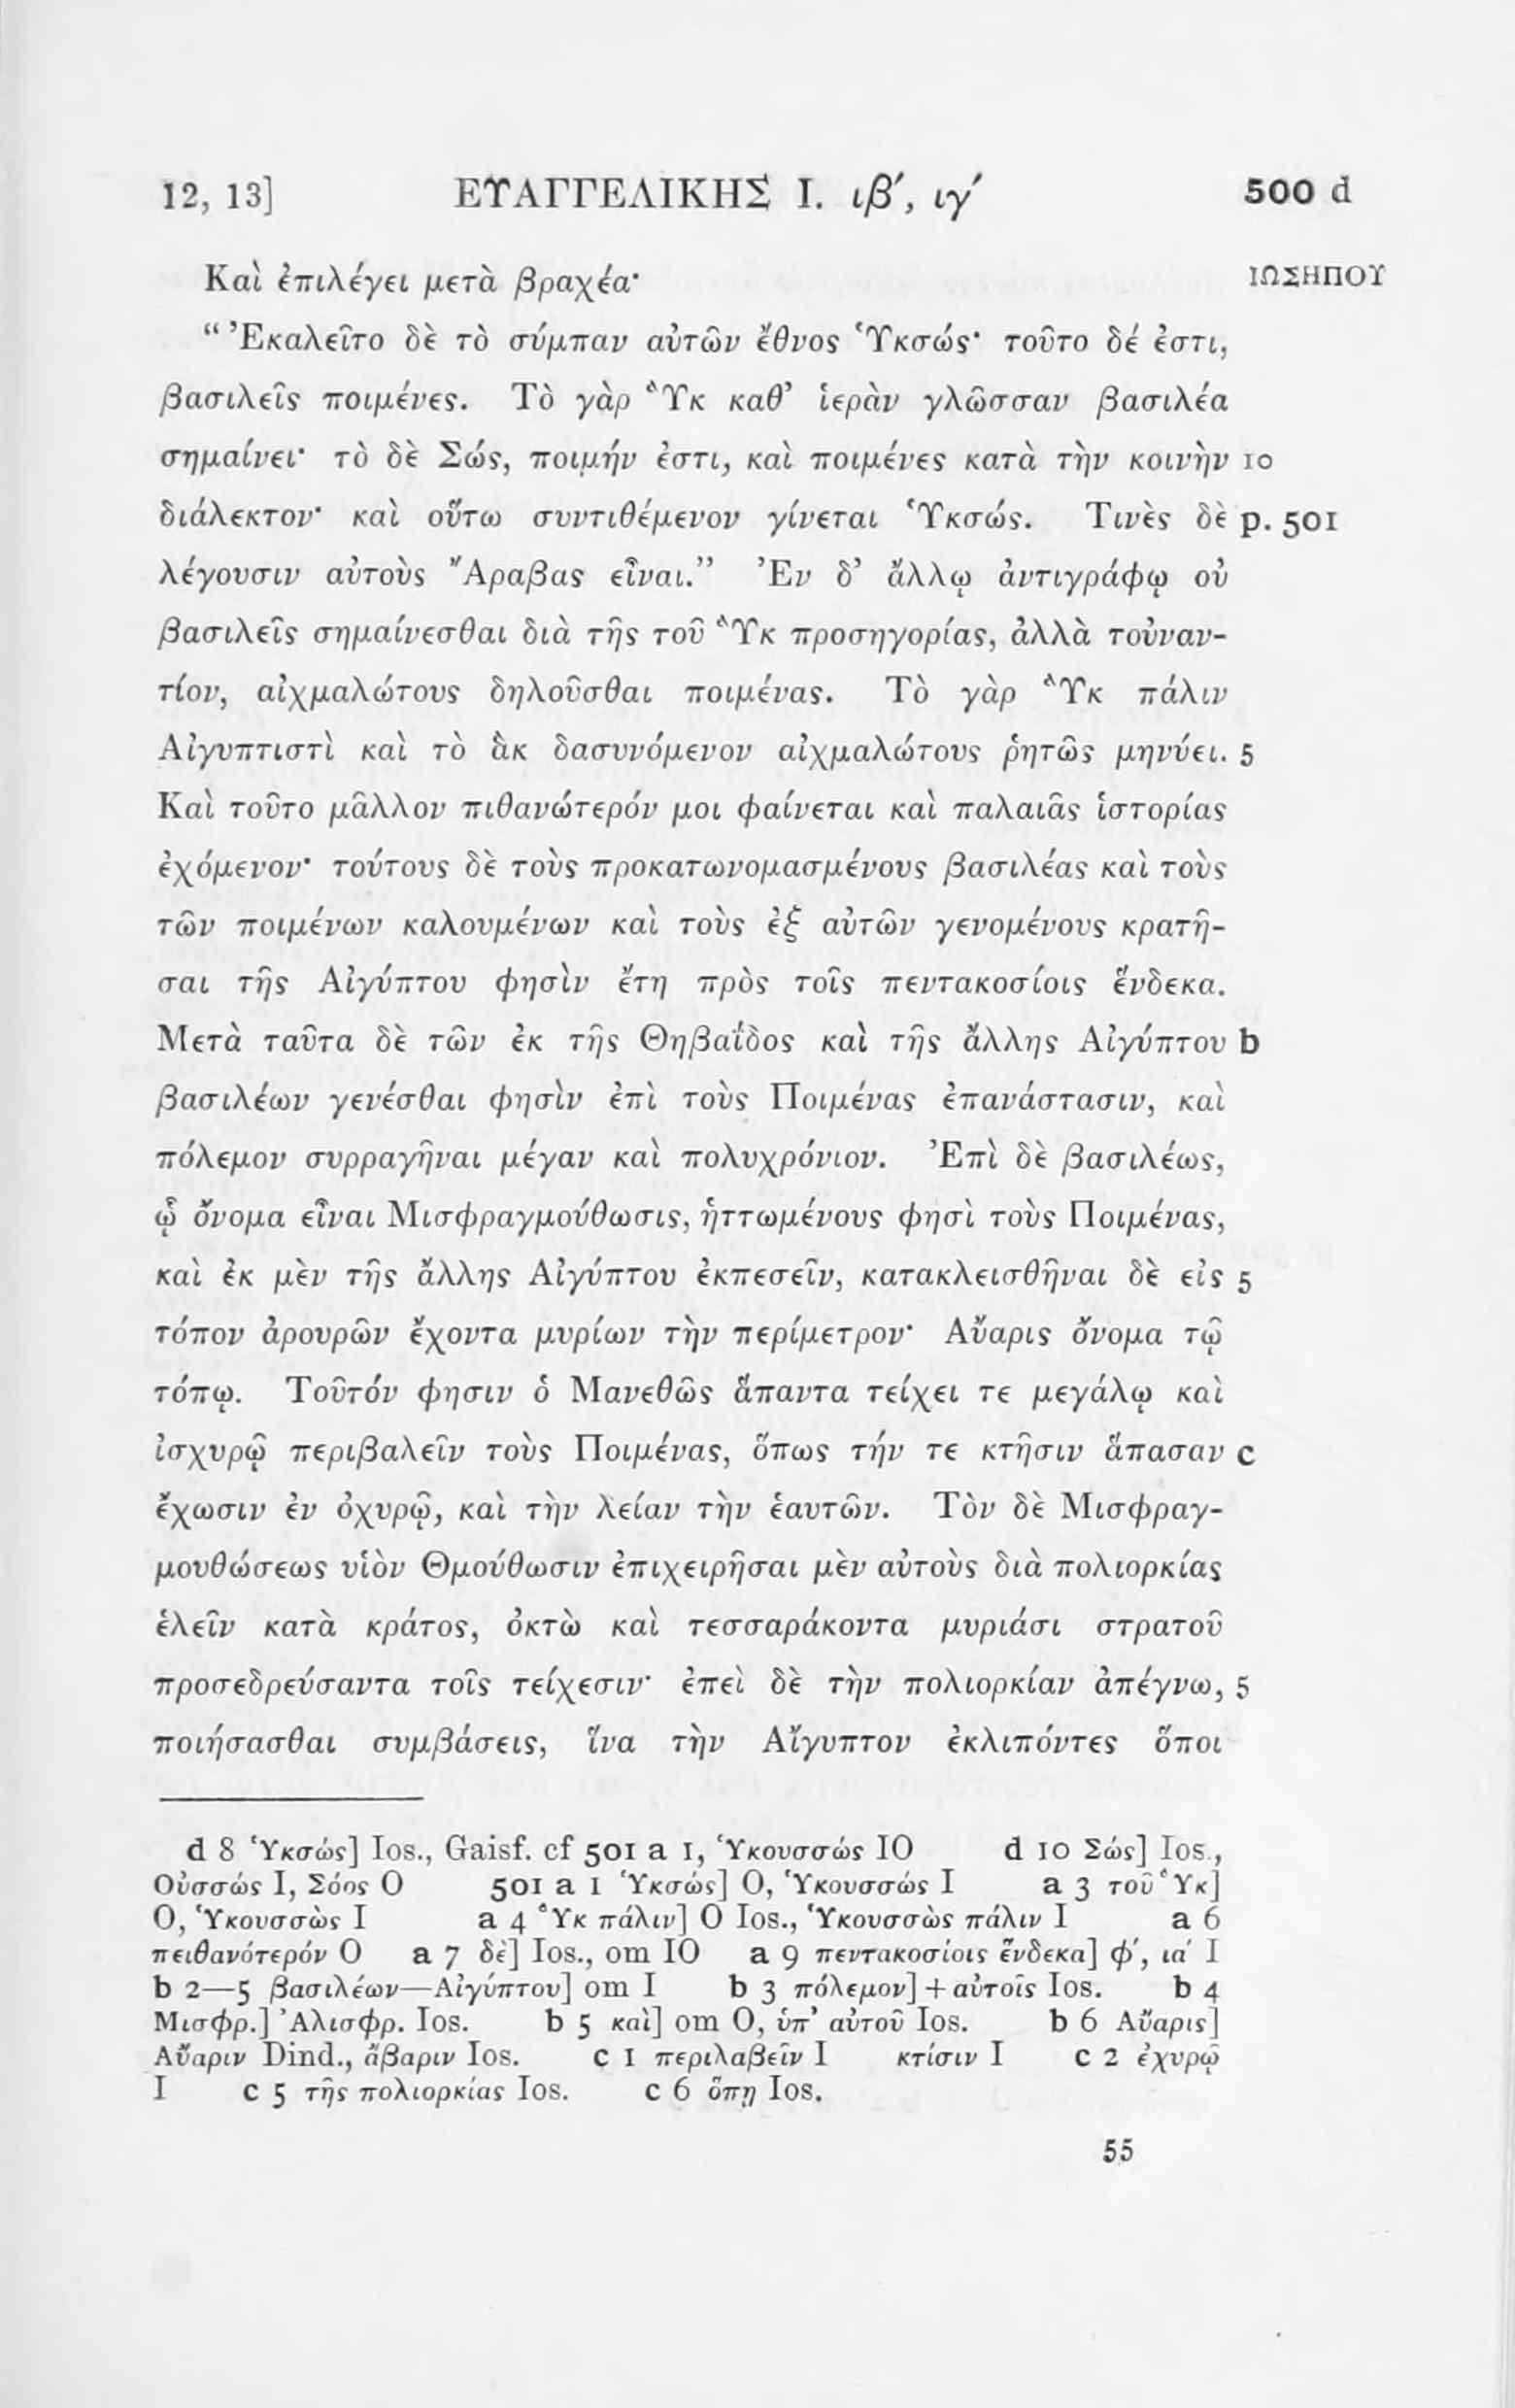 12, 13] ΕΥΑΓΓΕΛΙΚΗΣ Ι. ιβ′, ιγ′ 500 d
Καὶ ἐπιλέγει μετὰ βραχέα· ΙΩΣΗΠΟΥ
“ Ἐκαλεῖτο δὲ τὸ σύμπαν αὐτῶν ἔθνος Ὑκσώς· τοῦτο δέ ἐστι,
βασιλεῖς ποιμένες. Τὸ γὰρ Ὓκ καθ’ ἱερὰν γλῶσσαν βασιλέα
σημαίνει· τὸ δὲ Σώς, ποιμήν ἐστι, καὶ ποιμένες κατὰ τὴν κοινὴν 10
διάλεκτον· καὶ οὕτω συντιθέμενον γίνεται Ὑκσώς. Τινὲς δὲ p. 501
λέγουσιν αὐτοὺς Ἄραβας εἶναι.” Ἐν δ’ ἄλλῳ ἀντιγράφῳ οὐ
βασιλεῖς σημαίνεσθαι διὰ τῆς τοῦ Ὓκ προσηγορίας, ἀλλὰ τοὐναν-
τίον, αἰχμαλώτους δηλοῦσθαι ποιμένας. Τὸ γὰρ Ὓκ πάλιν
Αἰγυπτιστὶ καὶ τὸ ἃκ δασυνόμενον αἰχμαλώτους ῥητῶς μηνύει. 5
Καὶ τοῦτο μᾶλλον πιθανώτερόν μοι φαίνεται καὶ παλαιᾶς ἱστορίας
ἐχόμενον· τούτους δὲ τοὺς προκατωνομασμένους βασιλέας καὶ τοὺς
τῶν ποιμένων καλουμένων καὶ τοὺς ἐξ αὐτῶν γενομένους κρατῆ-
σαι τῆς Αἰγύπτου φησὶν ἔτη πρὸς τοῖς πεντακοσίοις ἕνδεκα.
Μετὰ ταῦτα δὲ τῶν ἐκ τῆς Θηβαΐδος καὶ τῆς ἄλλης Αἰγύπτου b
βασιλέων γενέσθαι φησὶν ἐπὶ τοὺς Ποιμένας ἐπανάστασιν, καὶ
πόλεμον συρραγῆναι μέγαν καὶ πολυχρόνιον. Ἐπὶ δὲ βασιλέως,
ᾧ ὄνομα εἶναι Μισφραγμούθωσις, ἡττωμένους φησὶ τοὺς Ποιμένας,
καὶ ἐκ μὲν τῆς ἄλλης Αἰγύπτου ἐκπεσεῖν, κατακλεισθῆναι δὲ εἰς 5
τόπον ἀρουρῶν ἔχοντα μυρίων τὴν περίμετρον· Αὔαρις ὄνομα τῷ
τόπῳ. Τοῦτόν φησιν ὁ Μανεθῶς ἅπαντα τείχει τε μεγάλῳ καὶ
ἰσχυρῷ περιβαλεῖν τοὺς Ποιμένας, ὅπως τήν τε κτῆσιν ἅπασαν c
ἔχωσιν ἐν ὀχυρῷ, καὶ τὴν λείαν τὴν ἑαυτῶν. Τὸν δὲ Μισφραγ-
μουθώσεως υἱὸν Θμούθωσιν ἐπιχειρῆσαι μὲν αὐτοὺς διὰ πολιορκίας
ἑλεῖν κατὰ κράτος, ὀκτὼ καὶ τεσσαράκοντα μυριάσι στρατοῦ
προσεδρεύσαντα τοῖς τείχεσιν· ἐπεὶ δὲ τὴν πολιορκίαν ἀπέγνω, 5
ποιήσασθαι συμβάσεις, ἵνα τὴν Αἴγυπτον ἐκλιπόντες ὅποι
d 8 Ὑκσώς] Ios., Gaisf. cf 501 a 1, Ὑκουσσώς IO d 10 Σώς] Ios.,
Οὐσσώς I, Σόος O 501 a 1 Ὑκσώς] O, Ὑκουσσώς I a 3 τοῦ Ὓκ]
O, Ὑκουσσὼς I a 4 Ὓκ πάλιν] O Ios., Ὑκουσσὼς πάλιν I a 6
πειθανότερόν O a 7 δὲ] Ios., om IO a 9 πεντακοσίοις ἕνδεκα] φ′, ια′ I
b 2—5 βασιλέων—Αἰγύπτου] om I b 3 πόλεμον] + αὐτοῖς Ios. b 4
Μισφρ.] Ἀλισφρ. Ios. b 5 καὶ] om O, ὑπ’ αὐτοῦ Ios. b 6 Αὔαρις]
Αὔαριν Dind., ἄβαριν Ios. c 1 περιλαβεῖν I κτίσιν I c 2 ἐχυρῷ
I c 5 τῆς πολιορκίας Ios. c 6 ὅπῃ Ios.
55